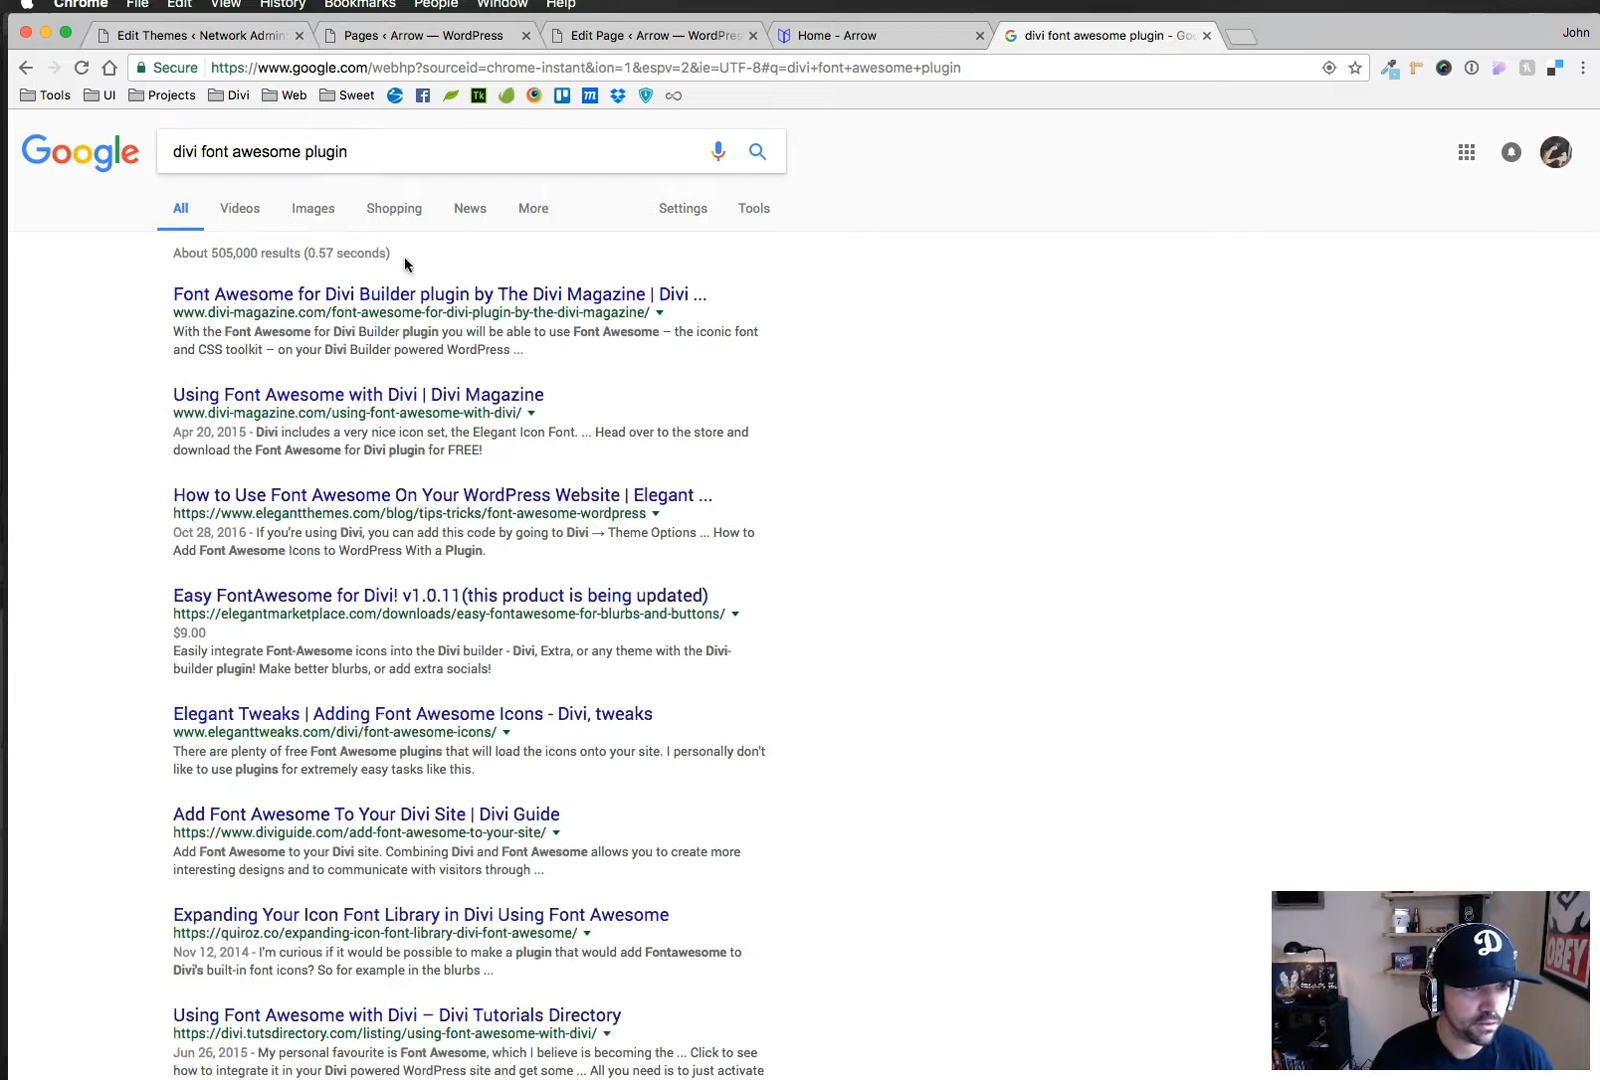 Chrome File Edit View History Bookmarks People Window Help
Edit Themes ‹ Network Admin
Pages ‹ Arrow — WordPress
Edit Page ‹ Arrow — WordPres
Home - Arrow
divi font awesome plugin - Goo
John
Secure https://www.google.com/webhp?sourceid=chrome-instant&ion=1&espv=2&ie=UTF-8#q=divi+font+awesome+plugin
Tools UI Projects Divi Web Sweet
Google
divi font awesome plugin
All Videos Images Shopping News More Settings Tools
About 505,000 results (0.57 seconds)
Font Awesome for Divi Builder plugin by The Divi Magazine | Divi ...
www.divi-magazine.com/font-awesome-for-divi-plugin-by-the-divi-magazine/
With the Font Awesome for Divi Builder plugin you will be able to use Font Awesome – the iconic font
and CSS toolkit – on your Divi Builder powered WordPress ...
Using Font Awesome with Divi | Divi Magazine
www.divi-magazine.com/using-font-awesome-with-divi/
Apr 20, 2015 - Divi includes a very nice icon set, the Elegant Icon Font. ... Head over to the store and
download the Font Awesome for Divi plugin for FREE!
How to Use Font Awesome On Your WordPress Website | Elegant ...
https://www.elegantthemes.com/blog/tips-tricks/font-awesome-wordpress
Oct 28, 2016 - If you're using Divi, you can add this code by going to Divi → Theme Options ... How to
Add Font Awesome Icons to WordPress With a Plugin.
Easy FontAwesome for Divi! v1.0.11(this product is being updated)
https://elegantmarketplace.com/downloads/easy-fontawesome-for-blurbs-and-buttons/
$9.00
Easily integrate Font-Awesome icons into the Divi builder - Divi, Extra, or any theme with the Divi-
builder plugin! Make better blurbs, or add extra socials!
Elegant Tweaks | Adding Font Awesome Icons - Divi, tweaks
www.eleganttweaks.com/divi/font-awesome-icons/
There are plenty of free Font Awesome plugins that will load the icons onto your site. I personally don't
like to use plugins for extremely easy tasks like this.
Add Font Awesome To Your Divi Site | Divi Guide
https://www.diviguide.com/add-font-awesome-to-your-site/
Add Font Awesome to your Divi site. Combining Divi and Font Awesome allows you to create more
interesting designs and to communicate with visitors through ...
Expanding Your Icon Font Library in Divi Using Font Awesome
https://quiroz.co/expanding-icon-font-library-divi-font-awesome/
Nov 12, 2014 - I'm curious if it would be possible to make a plugin that would add Fontawesome to
Divi's built-in font icons? So for example in the blurbs ...
Using Font Awesome with Divi – Divi Tutorials Directory
https://divi.tutsdirectory.com/listing/using-font-awesome-with-divi/
Jun 26, 2015 - My personal favourite is Font Awesome, which I believe is becoming the ... Click to see
how to integrate it in your Divi powered WordPress site and get some ... All you need is to just activate
D
OBEY